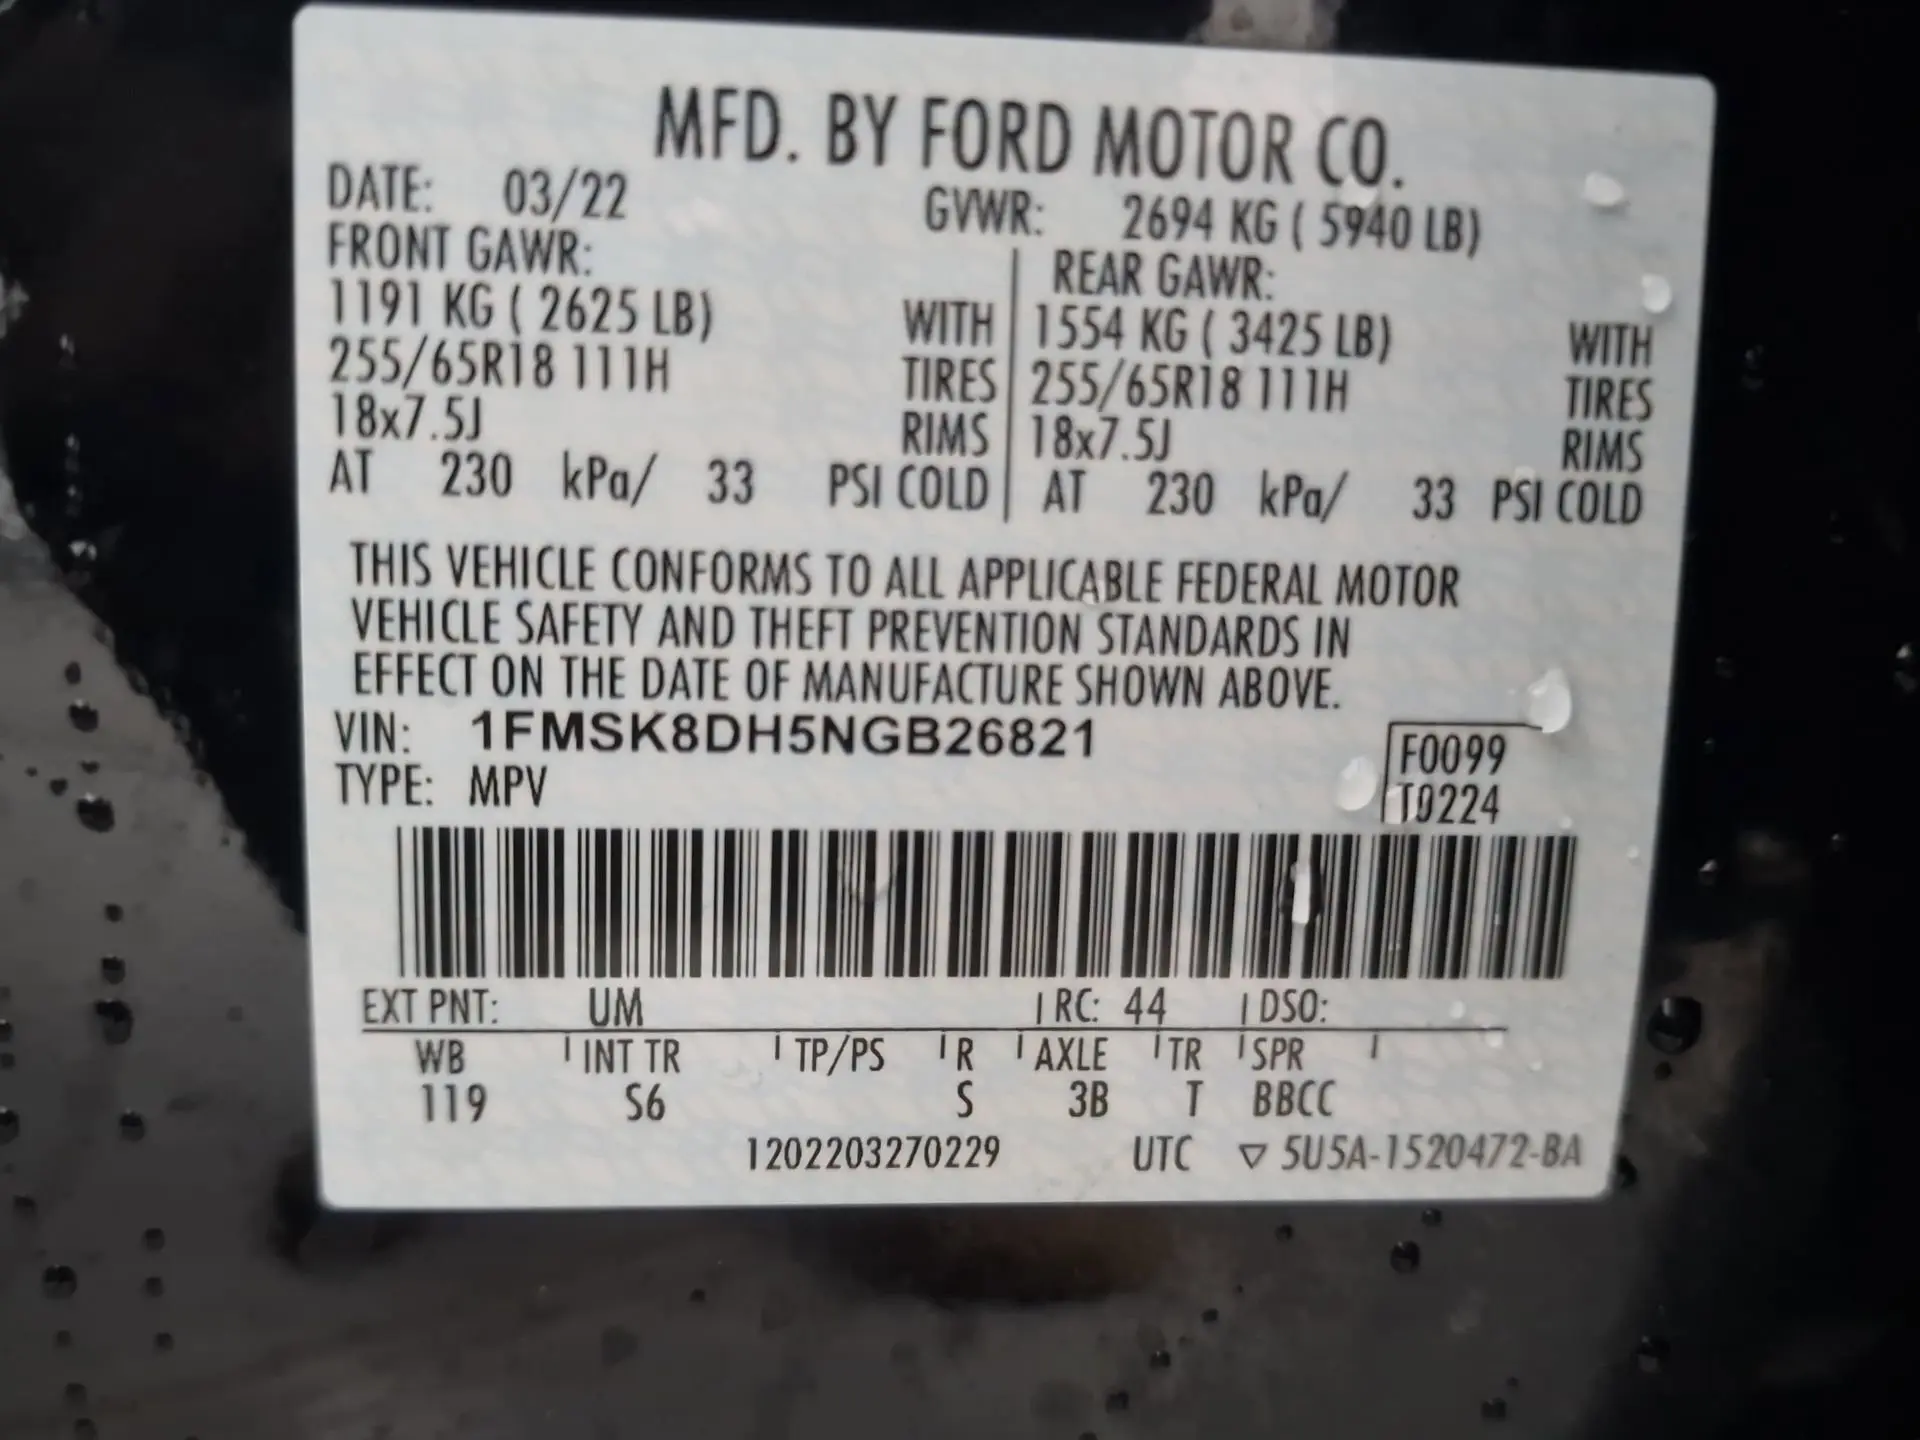 MFD. BY FORD MOTOR CO.
DATE: 03/22 GVWR: 2694 KG ( 5940 LB)
FRONT GAWR: REAR GAWR:
1191 KG ( 2625 LB) WITH 1554 KG ( 3425 LB) WITH
255/65R18 111H TIRES 255/65R18 111H TIRES
18x7.5J RIMS 18x7.5J RIMS
AT 230 kPa/ 33 PSI COLD AT 230 kPa/ 33 PSI COLD
THIS VEHICLE CONFORMS TO ALL APPLICABLE FEDERAL MOTOR
VEHICLE SAFETY AND THEFT PREVENTION STANDARDS IN
EFFECT ON THE DATE OF MANUFACTURE SHOWN ABOVE.
VIN: 1FMSK8DH5NGB26821 F0099
TYPE: MPV T0224
EXT PNT: UM RC: 44 DSO:
WB INT TR TP/PS R AXLE TR SPR
119 S6 S 3B T BBCC
1202203270229 UTC ▽ 5U5A-1520472-BA